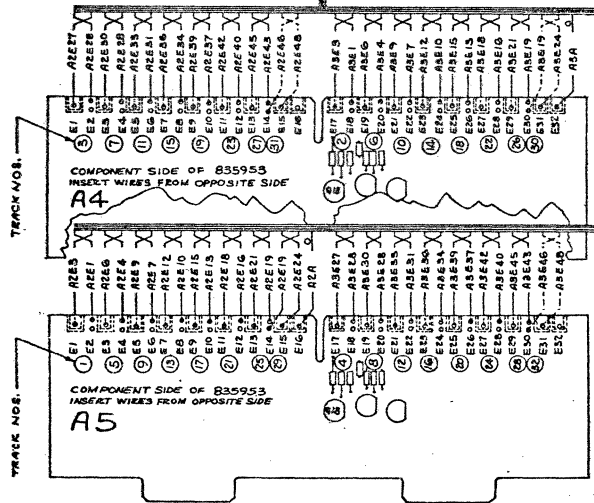 A2E27 A2E28 A2E30 A2E28 A2E33 A2E31 A2E36 A2E34 A2E39 A2E37 A2E42 A2E40 A2E45 A2E43 A2E46 A2E48 A3E3 A3E1 A3E6 A3E4 A3E9 A3E7 A3E12 A3E10 A3E15 A3E13 A3E18 A3E16 A3E21 A3E19 A3E19 A3E24 A3A
E1 E2 E3 E4 E5 E6 E7 E8 E9 E10 E11 E12 E13 E14 E15 E16 E17 E18 E19 E20 E21 E22 E23 E24 E25 E26 E27 E28 E29 E30 E31 E32
3 7 11 15 19 23 27 31 2 6 10 14 18 22 26 30
TRACK NOS.
COMPONENT SIDE OF 835953
INSERT WIRES FROM OPPOSITE SIDE
A4
A2E3 A2E1 A2E6 A2E4 A2E9 A2E7 A2E12 A2E10 A2E15 A2E13 A2E18 A2E16 A2E21 A2E19 A2E19 A2E24 A2A A3E27 A3E28 A3E30 A3E28 A3E33 A3E31 A3E36 A3E34 A3E39 A3E37 A3E42 A3E40 A3E45 A3E43 A3E46 A3E48
E1 E2 E3 E4 E5 E6 E7 E8 E9 E10 E11 E12 E13 E14 E15 E16 E17 E18 E19 E20 E21 E22 E23 E24 E25 E26 E27 E28 E29 E30 E31 E32
1 5 9 13 17 21 25 29 4 8 12 16 20 24 28 32
TRACK NOS.
COMPONENT SIDE OF 835953
INSERT WIRES FROM OPPOSITE SIDE
A5